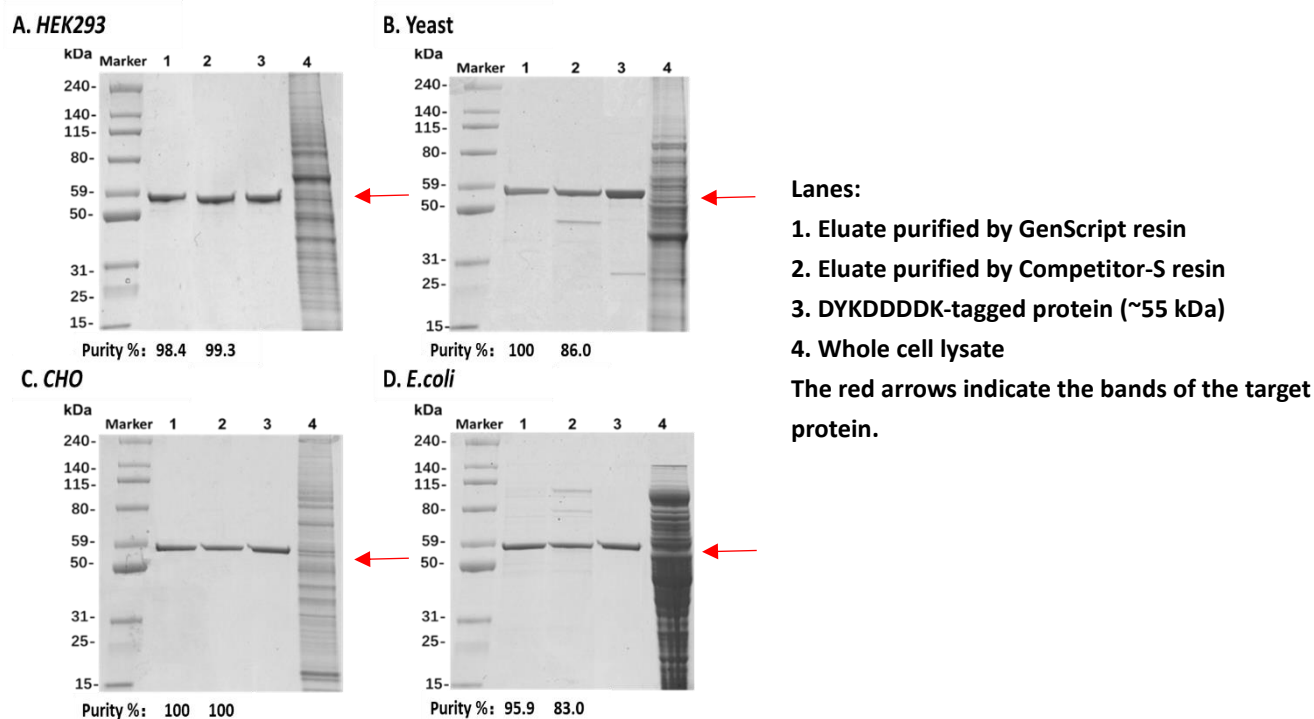 A. HEK293
kDa
Marker 1 2 3 4
240-
140-
115-
80-
59-
50-
31-
25-
15-
Purity %: 98.4 99.3
B. Yeast
kDa
Marker 1 2 3 4
240-
140-
115-
80-
59-
50-
31-
25-
15-
Purity %: 100 86.0
C. CHO
kDa
Marker 1 2 3 4
240-
140-
115-
80-
59-
50-
31-
25-
15-
Purity %: 100 100
D. E.coli
kDa
Marker 1 2 3 4
240-
140-
115-
80-
59-
50-
31-
25-
15-
Purity %: 95.9 83.0
Lanes:
1. Eluate purified by GenScript resin
2. Eluate purified by Competitor-S resin
3. DYKDDDDK-tagged protein (~55 kDa)
4. Whole cell lysate
The red arrows indicate the bands of the target
protein.